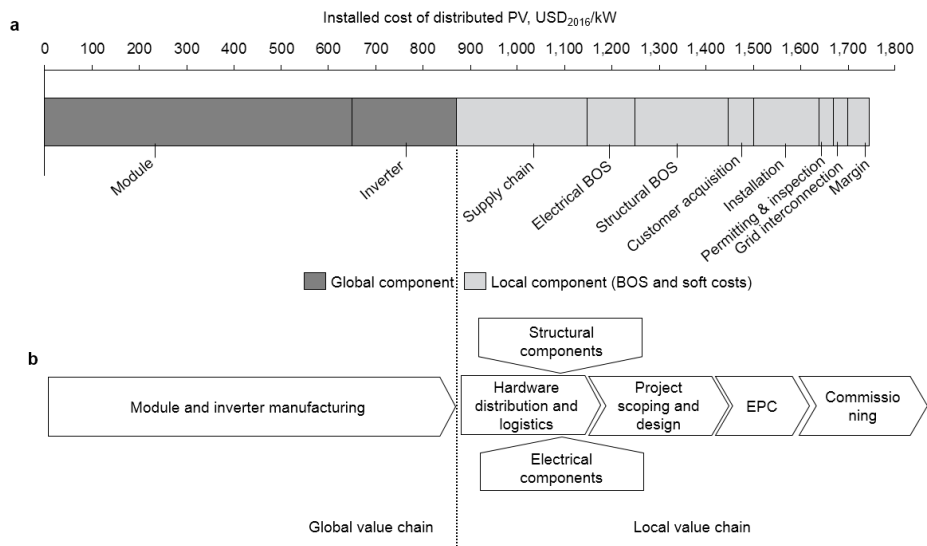 Installed cost of distributed PV, USD2016/kW
a
0 100 200 300 400 500 600 700 800 900 1,000 1,100 1,200 1,300 1,400 1,500 1,600 1,700 1,800
Module
Inverter
Supply chain
Electrical BOS
Structural BOS
Customer acquisition
Installation
Permitting & inspection
Grid interconnection
Margin
Global component
Local component (BOS and soft costs)
b
Structural
components
Module and inverter manufacturing
Hardware
distribution and
logistics
Project
scoping and
design
EPC
Commissio
ning
Electrical
components
Global value chain
Local value chain